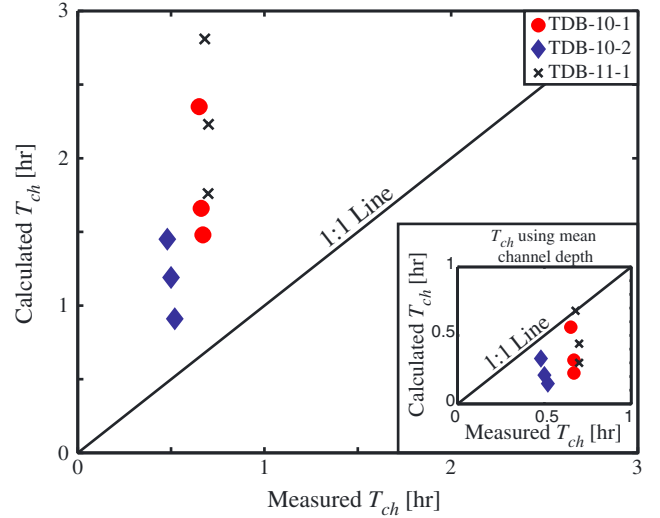 3
2
1
0
Calculated T_ch [hr]
0
1
2
3
Measured T_ch [hr]
TDB-10-1
TDB-10-2
TDB-11-1
1:1 Line
T_ch using mean
channel depth
1
0.5
0
Calculated T_ch [hr]
1:1 Line
0
0.5
1
Measured T_ch [hr]